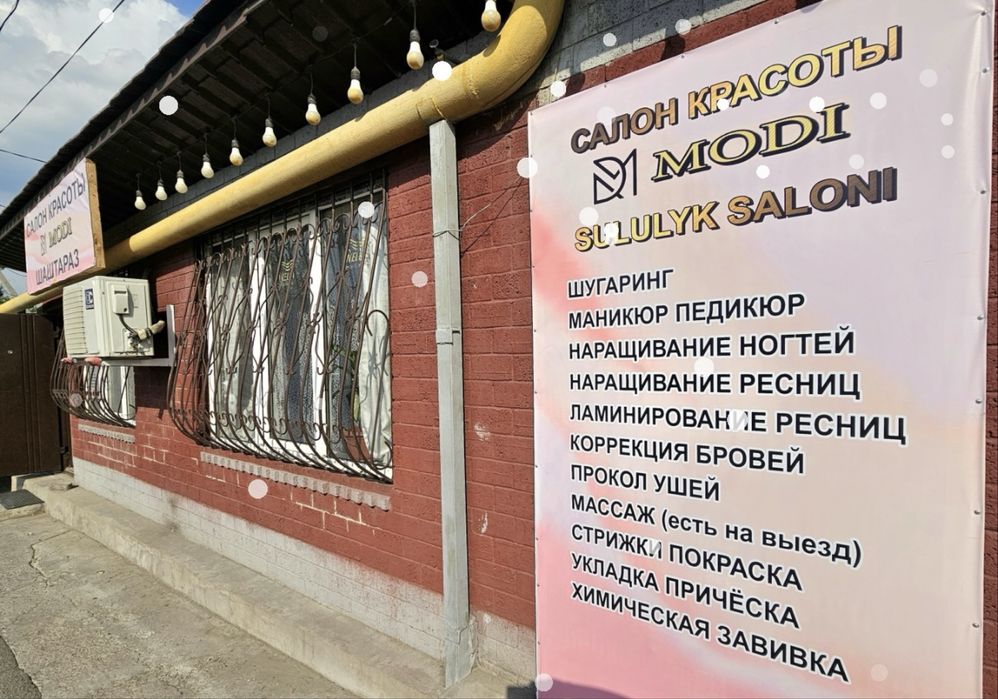 САЛОН КРАСОТЫ
MODI
ШАШТАРАЗ
САЛОН КРАСОТЫ
MODI
SULULYK SALONI
ШУГАРИНГ
МАНИКЮР ПЕДИКЮР
НАРАЩИВАНИЕ НОГТЕЙ
НАРАЩИВАНИЕ РЕСНИЦ
ЛАМИНИРОВАНИЕ РЕСНИЦ
КОРРЕКЦИЯ БРОВЕЙ
ПРОКОЛ УШЕЙ
МАССАЖ (есть на выезд)
СТРИЖКИ ПОКРАСКА
УКЛАДКА ПРИЧЁСКА
ХИМИЧЕСКАЯ ЗАВИВКА